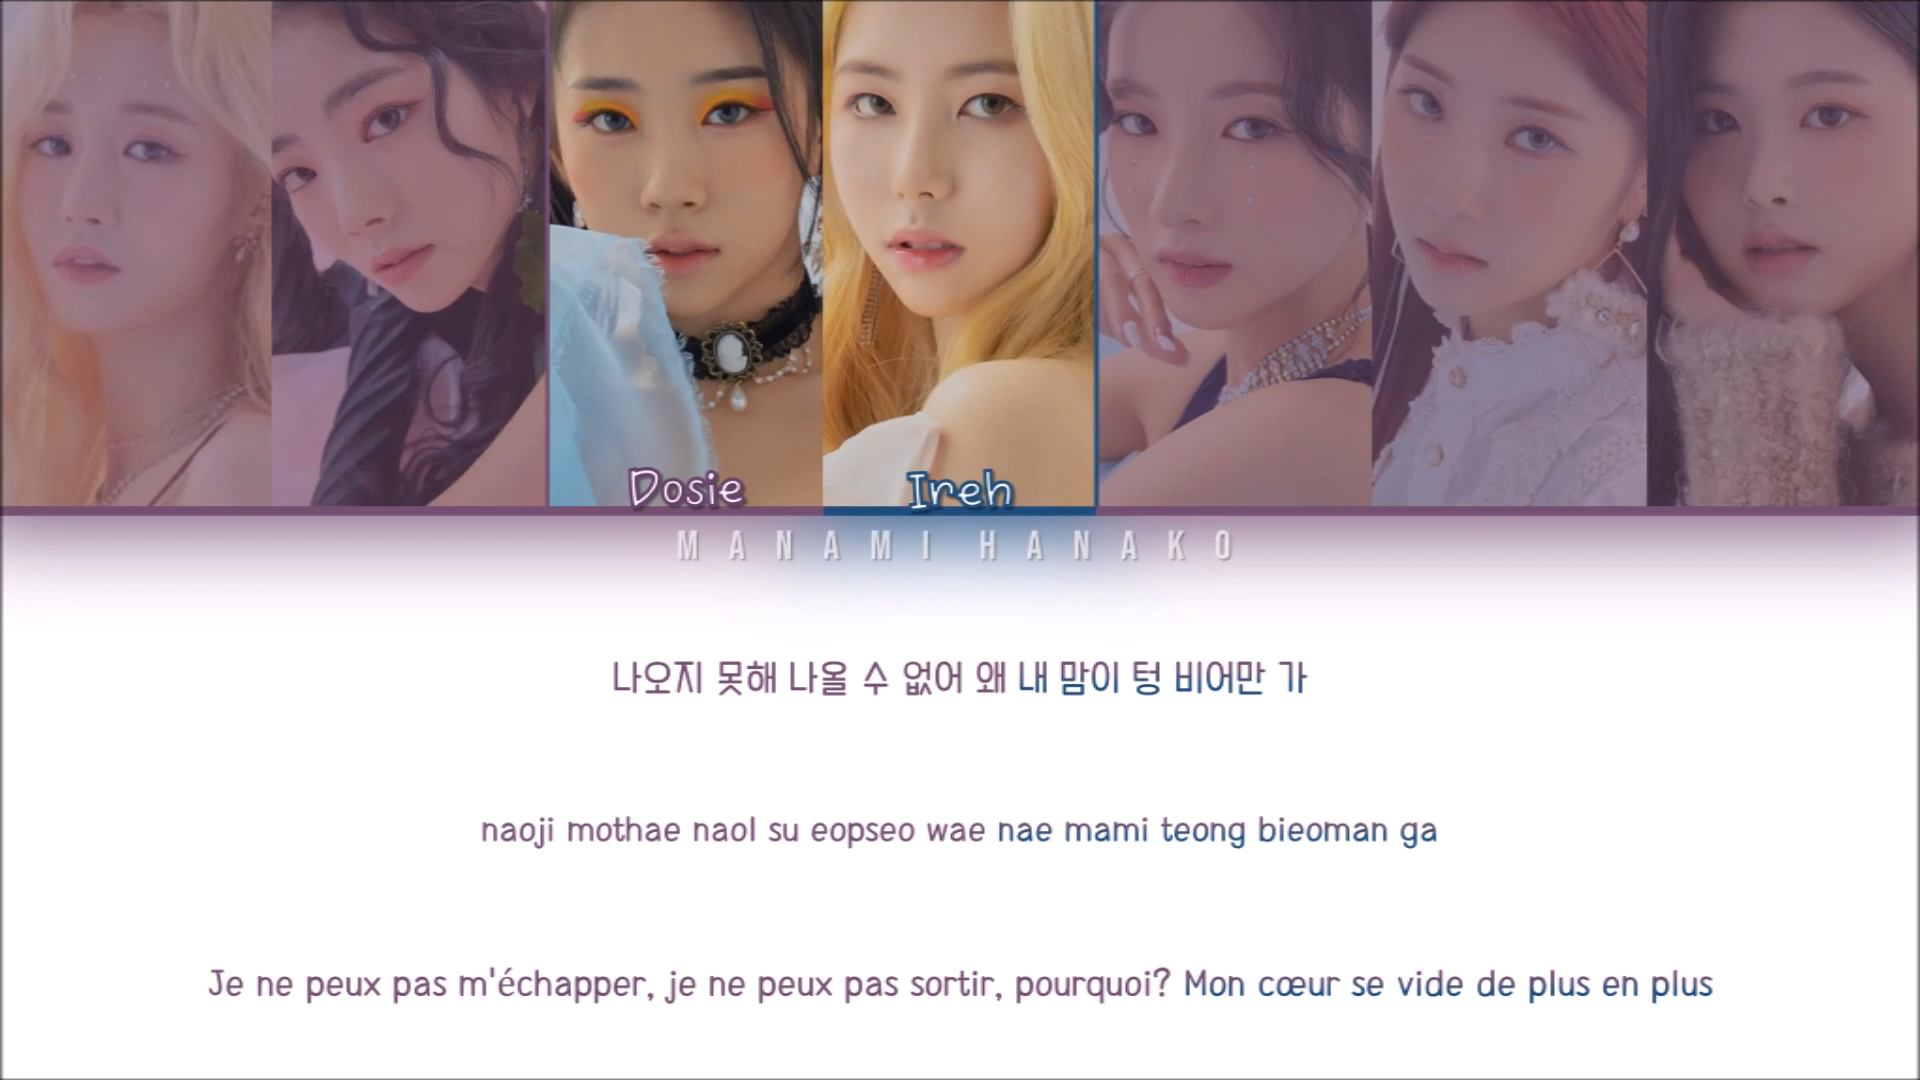 Dosie
Ireh
MANAMI HANAKO
나오지 못해 나올 수 없어 왜 내 맘이 텅 비어만 가
naoji mothae naol su eopseo wae nae mami teong bieoman ga
Je ne peux pas m'échapper, je ne peux pas sortir, pourquoi? Mon cœur se vide de plus en plus